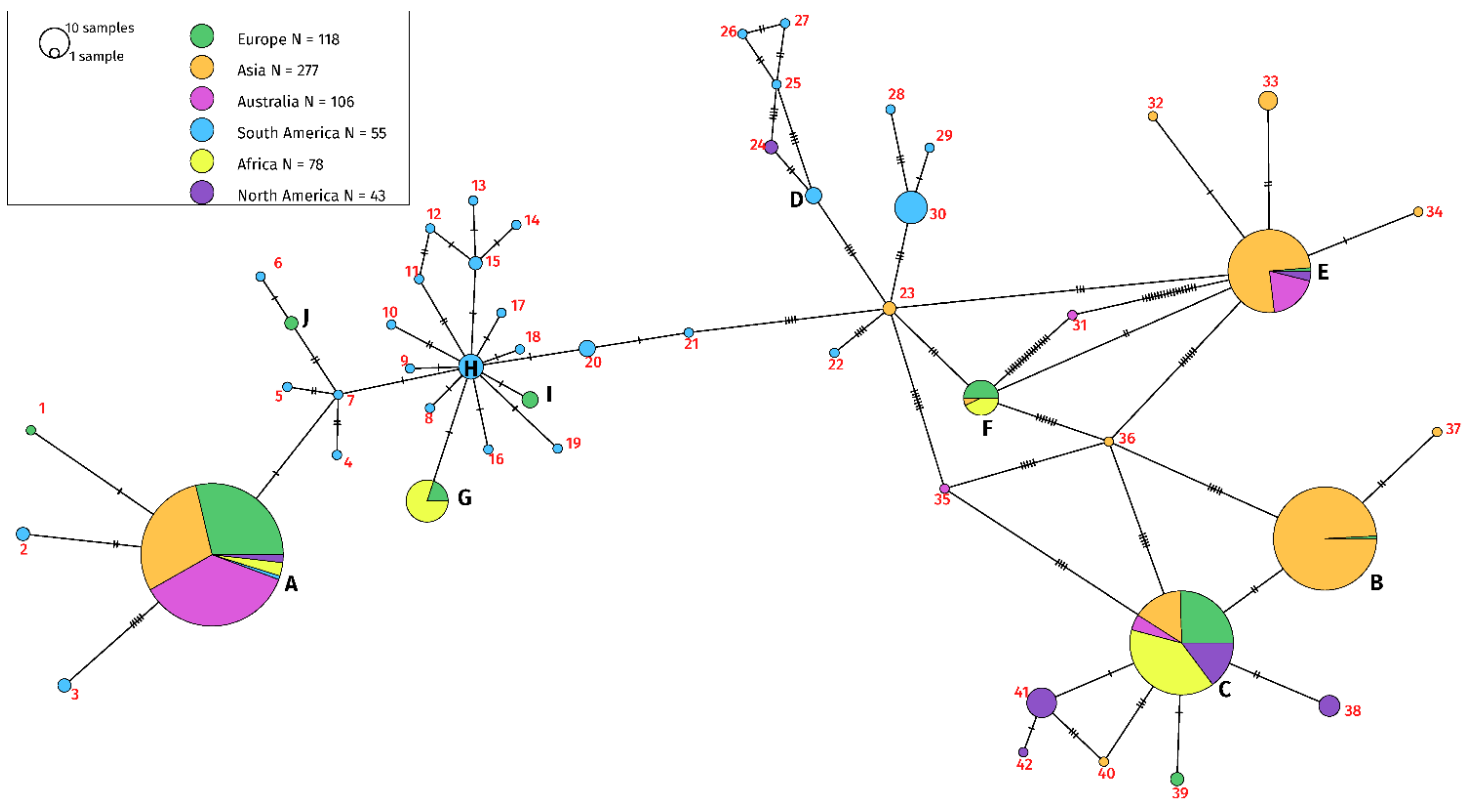 10 samples
1 sample
Europe N = 118
Asia N = 277
Australia N = 106
South America N = 55
Africa N = 78
North America N = 43
26
27
25
24
D
28
29
30
32
33
34
E
13
12
14
15
11
6
J
10
17
18
9
H
20
21
23
22
31
5
7
8
I
F
1
4
16
19
G
36
37
35
2
A
B
3
C
41
38
42
40
39